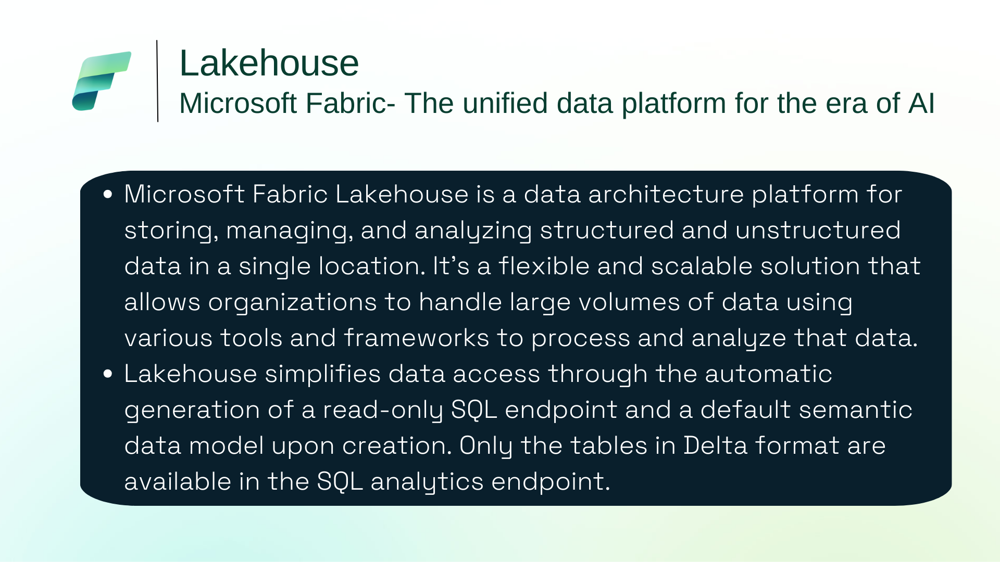 Lakehouse
Microsoft Fabric- The unified data platform for the era of AI
• Microsoft Fabric Lakehouse is a data architecture platform for
storing, managing, and analyzing structured and unstructured
data in a single location. It’s a flexible and scalable solution that
allows organizations to handle large volumes of data using
various tools and frameworks to process and analyze that data.
• Lakehouse simplifies data access through the automatic
generation of a read-only SQL endpoint and a default semantic
data model upon creation. Only the tables in Delta format are
available in the SQL analytics endpoint.